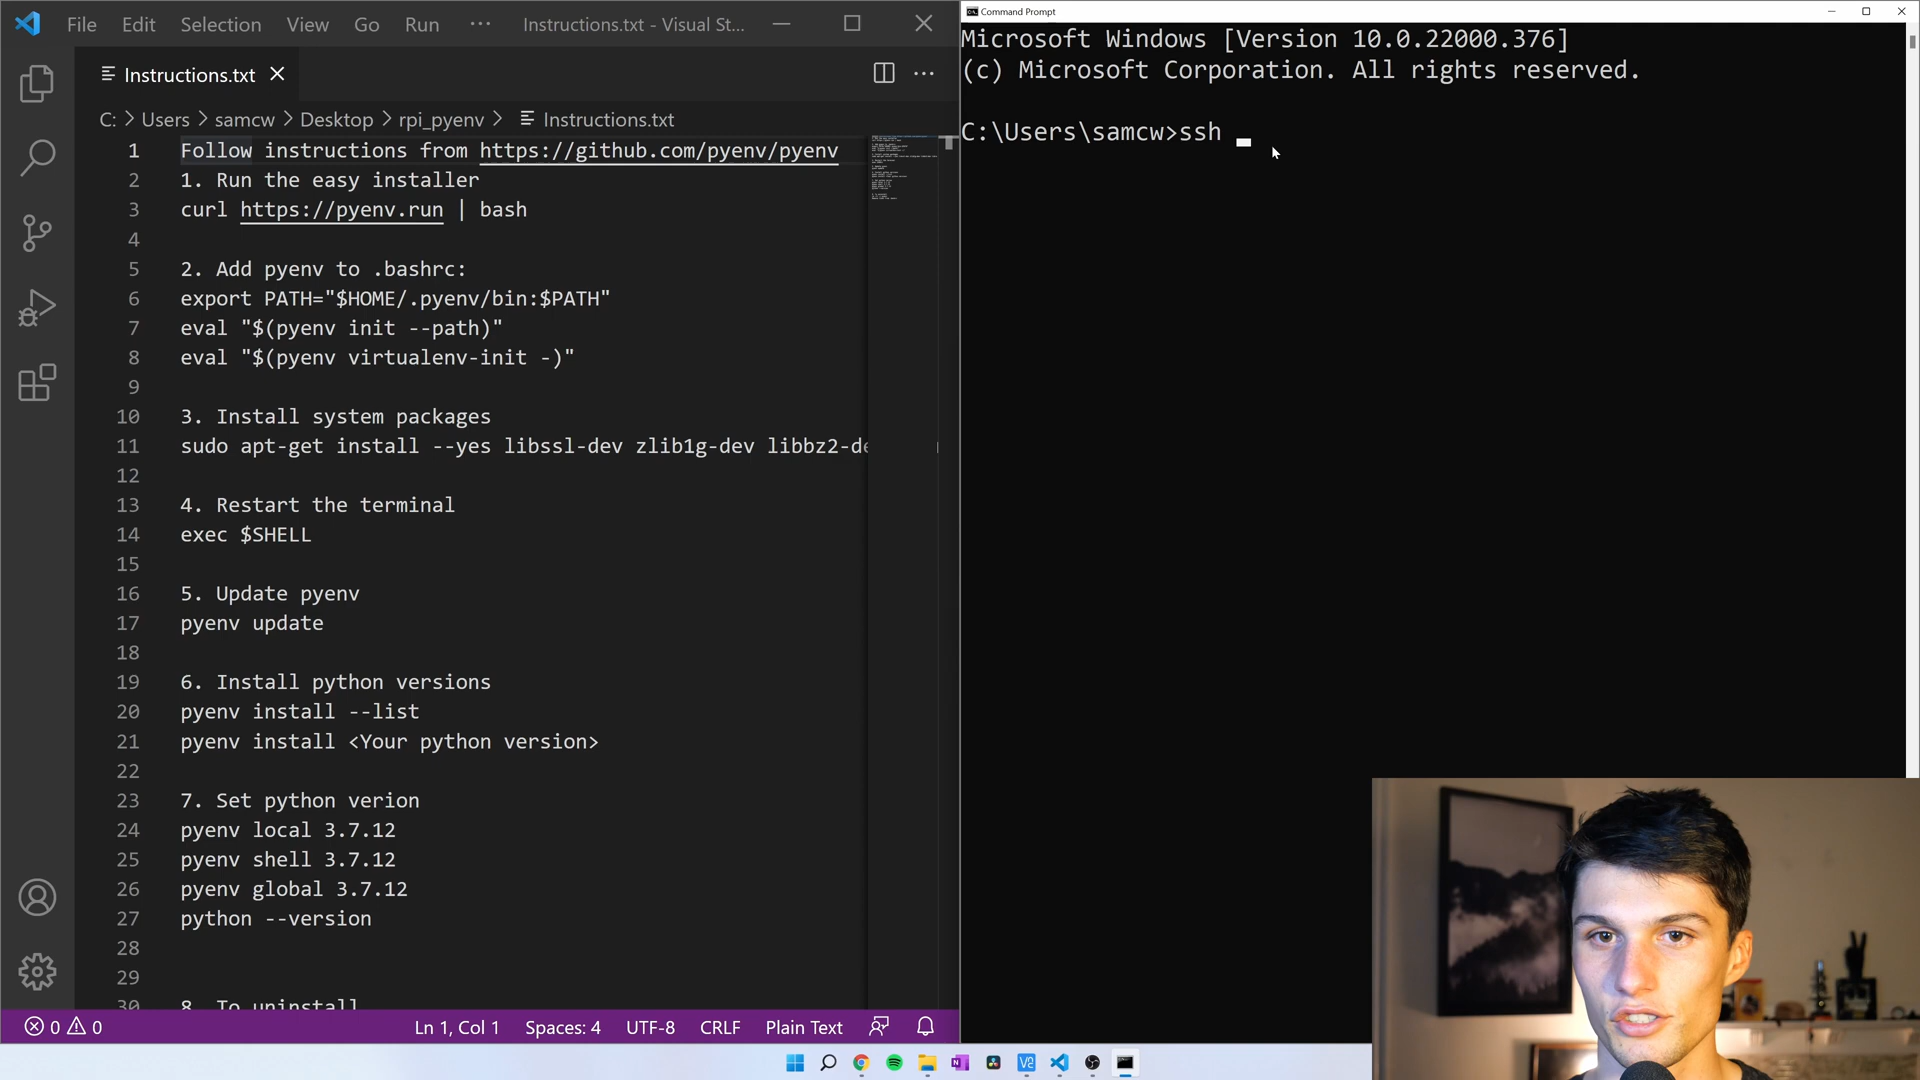 File Edit Selection View Go Run ··· Instructions.txt - Visual St...
Instructions.txt
C: > Users > samcw > Desktop > rpi_pyenv > Instructions.txt
1 Follow instructions from https://github.com/pyenv/pyenv
2 1. Run the easy installer
3 curl https://pyenv.run | bash
4
5 2. Add pyenv to .bashrc:
6 export PATH="$HOME/.pyenv/bin:$PATH"
7 eval "$(pyenv init --path)"
8 eval "$(pyenv virtualenv-init -)"
9
10 3. Install system packages
11 sudo apt-get install --yes libssl-dev zlib1g-dev libbz2-de
12
13 4. Restart the terminal
14 exec $SHELL
15
16 5. Update pyenv
17 pyenv update
18
19 6. Install python versions
20 pyenv install --list
21 pyenv install <Your python version>
22
23 7. Set python verion
24 pyenv local 3.7.12
25 pyenv shell 3.7.12
26 pyenv global 3.7.12
27 python --version
28
29
30 8. To uninstall
0 0 Ln 1, Col 1 Spaces: 4 UTF-8 CRLF Plain Text
Command Prompt
Microsoft Windows [Version 10.0.22000.376]
(c) Microsoft Corporation. All rights reserved.
C:\Users\samcw>ssh